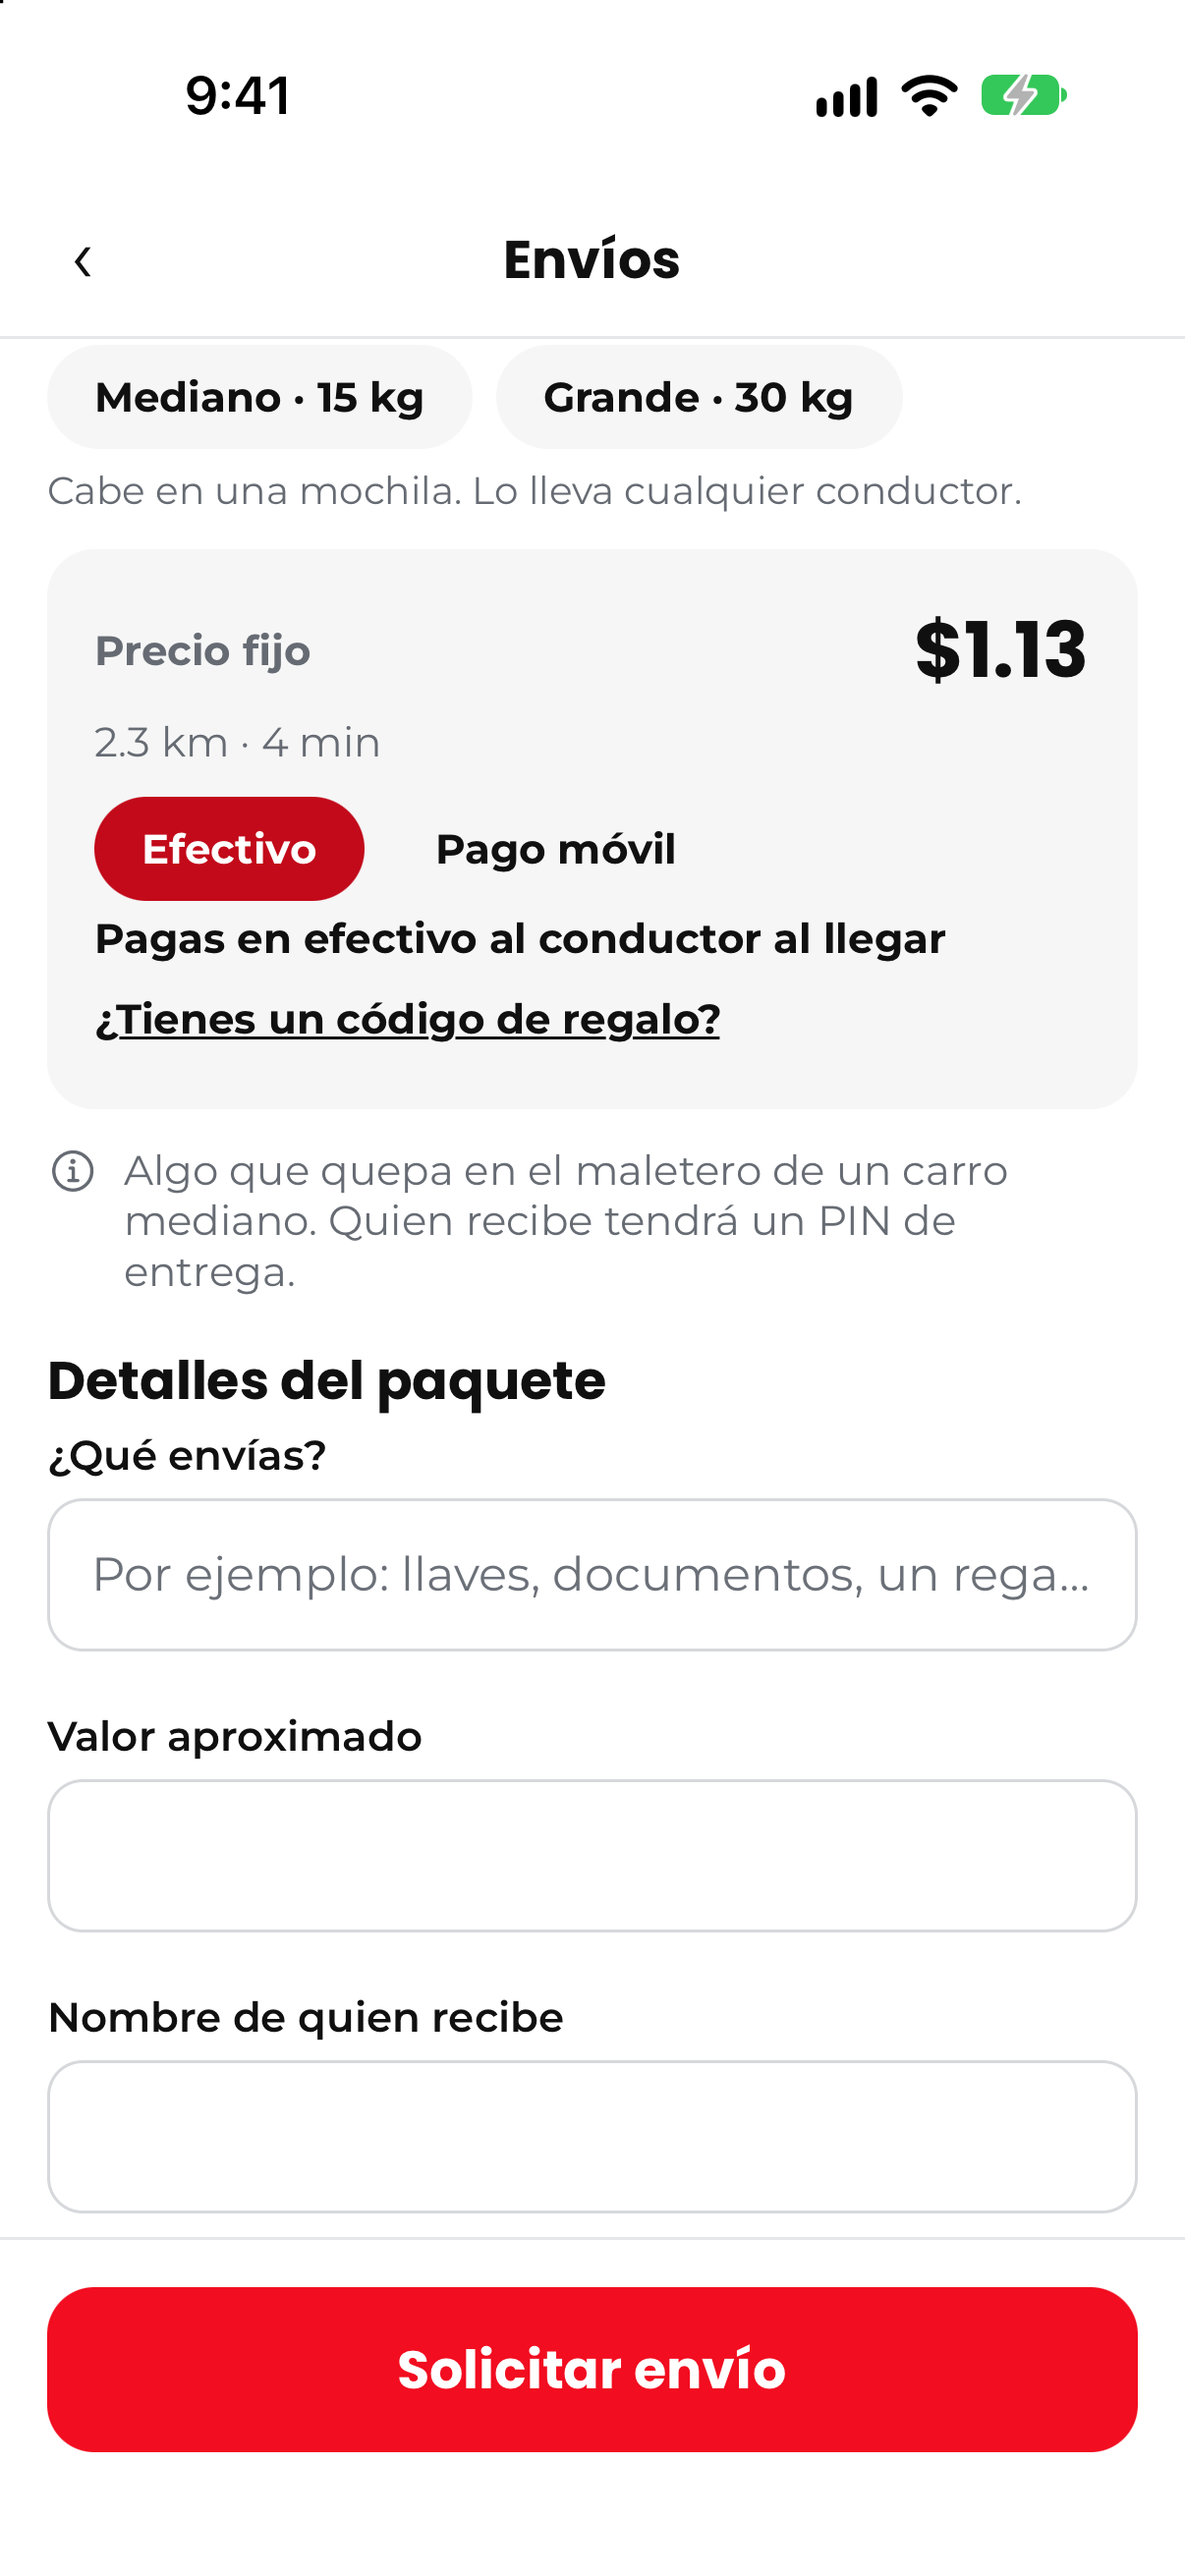 9:41
Envíos
Mediano · 15 kg
Grande · 30 kg
Cabe en una mochila. Lo lleva cualquier conductor.
Precio fijo
$1.13
2.3 km · 4 min
Efectivo
Pago móvil
Pagas en efectivo al conductor al llegar
¿Tienes un código de regalo?
Algo que quepa en el maletero de un carro
mediano. Quien recibe tendrá un PIN de
entrega.
Detalles del paquete
¿Qué envías?
Por ejemplo: llaves, documentos, un rega...
Valor aproximado
Nombre de quien recibe
Solicitar envío